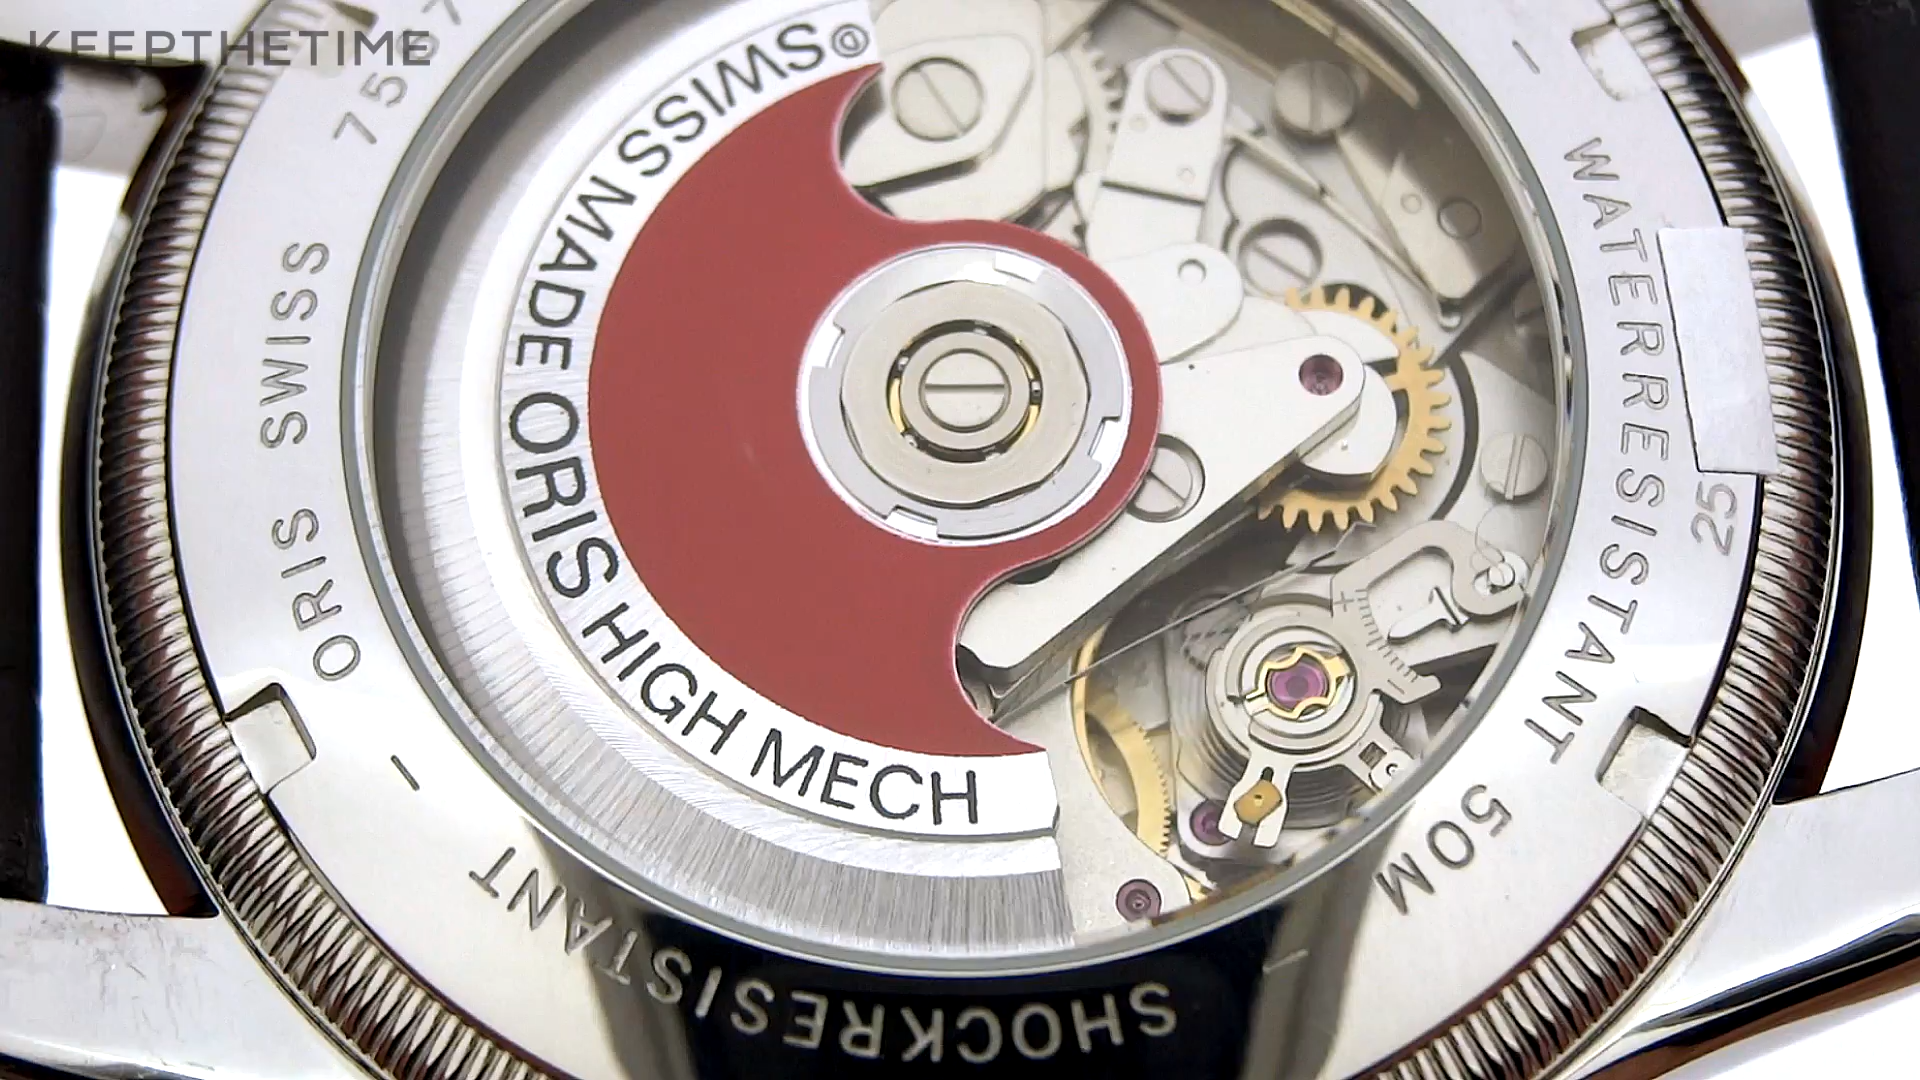 KEEPTHETIME
SWISS MADE ORIS HIGH MECH
ORIS SWISS
WATERRESISTANT 50M
SHOCKRESISTANT
25